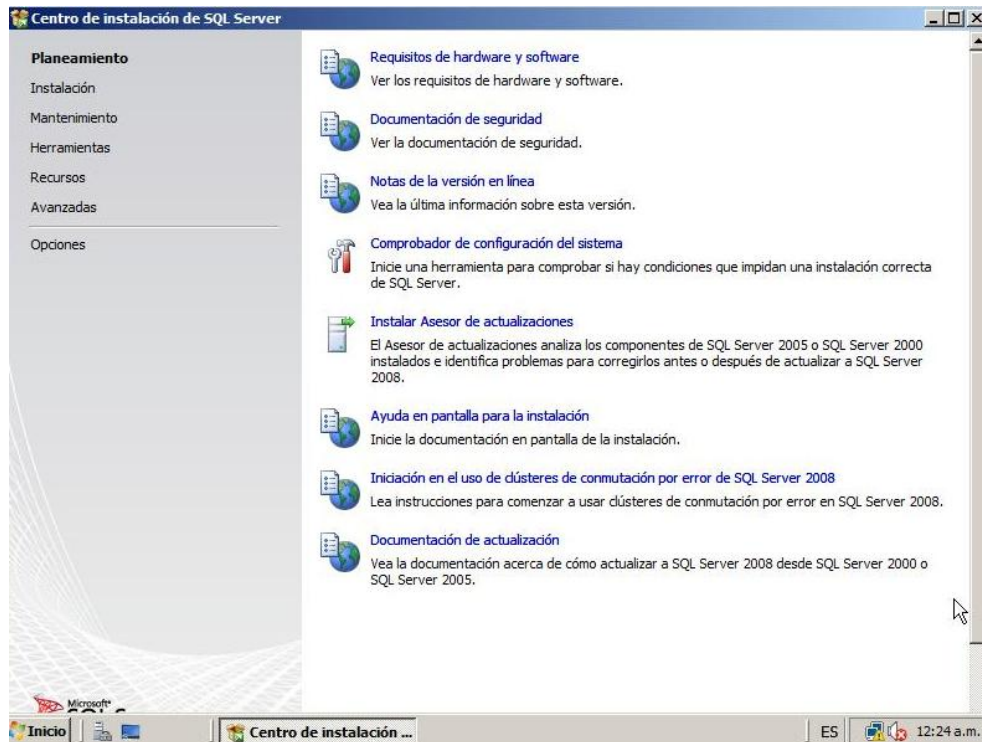 Centro de instalación de SQL Server
Planeamiento
Instalación
Mantenimiento
Herramientas
Recursos
Avanzadas
Opciones
Requisitos de hardware y software
Ver los requisitos de hardware y software.
Documentación de seguridad
Ver la documentación de seguridad.
Notas de la versión en línea
Vea la última información sobre esta versión.
Comprobador de configuración del sistema
Inicie una herramienta para comprobar si hay condiciones que impidan una instalación correcta
de SQL Server.
Instalar Asesor de actualizaciones
El Asesor de actualizaciones analiza los componentes de SQL Server 2005 o SQL Server 2000
instalados e identifica problemas para corregirlos antes o después de actualizar a SQL Server
2008.
Ayuda en pantalla para la instalación
Inicie la documentación en pantalla de la instalación.
Iniciación en el uso de clústeres de conmutación por error de SQL Server 2008
Lea instrucciones para comenzar a usar clústeres de conmutación por error en SQL Server 2008.
Documentación de actualización
Vea la documentación acerca de cómo actualizar a SQL Server 2008 desde SQL Server 2000 o
SQL Server 2005.
Microsoft
Inicio
Centro de instalación ...
ES
12:24 a.m.